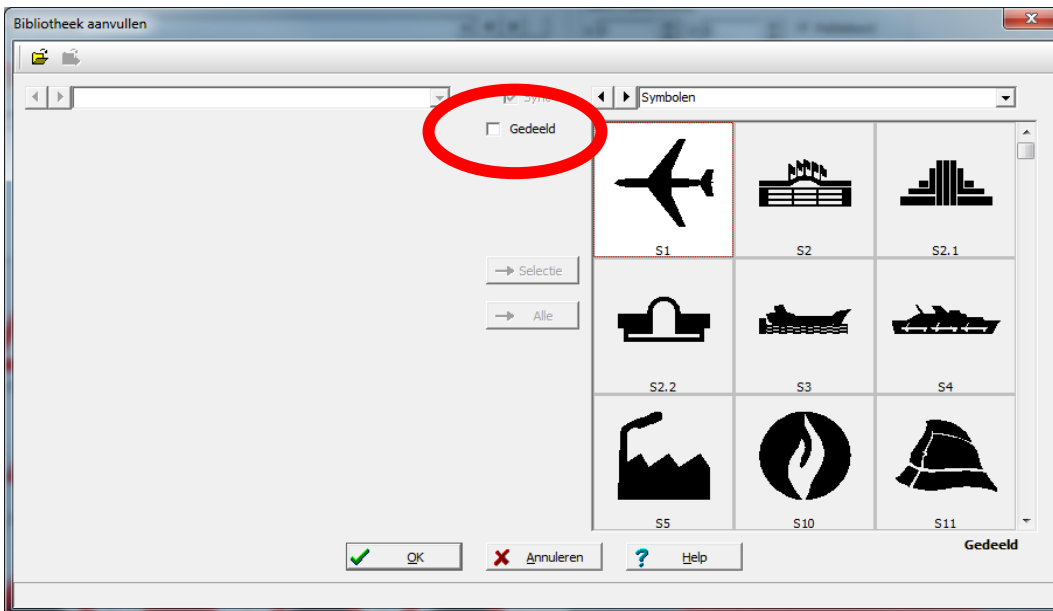 Bibliotheek aanvullen
Sync
Symbolen
Gedeeld
S1
S2
S2.1
Selectie
Alle
S2.2
S3
S4
S5
S10
S11
Gedeeld
OK
Annuleren
Help